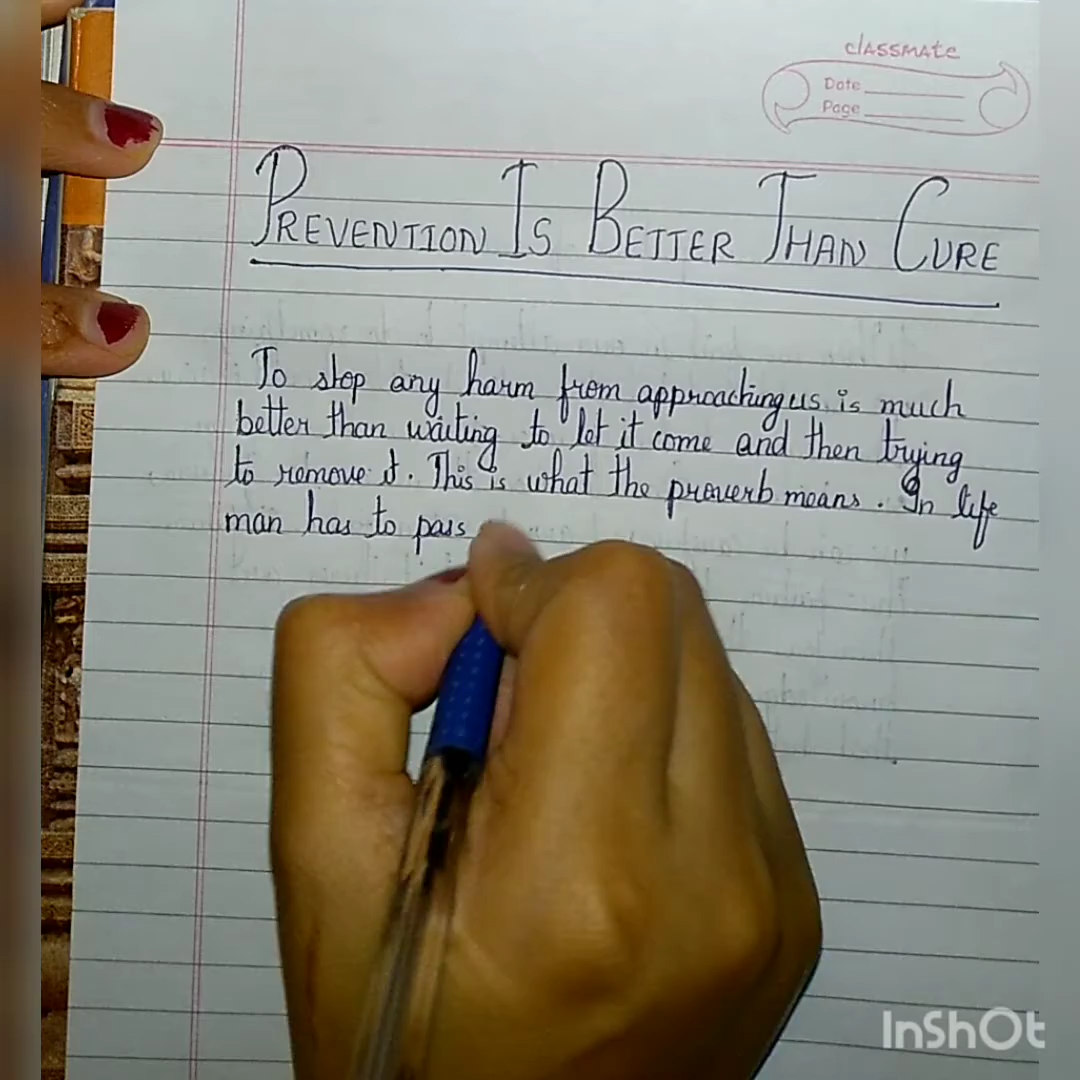 classmate
Date
Page
PREVENTION IS BETTER THAN CURE
To stop any harm from approaching us is much
better than waiting to let it come and then trying
to remove it. This is what the proverb means. In life
man has to pass
InShOt